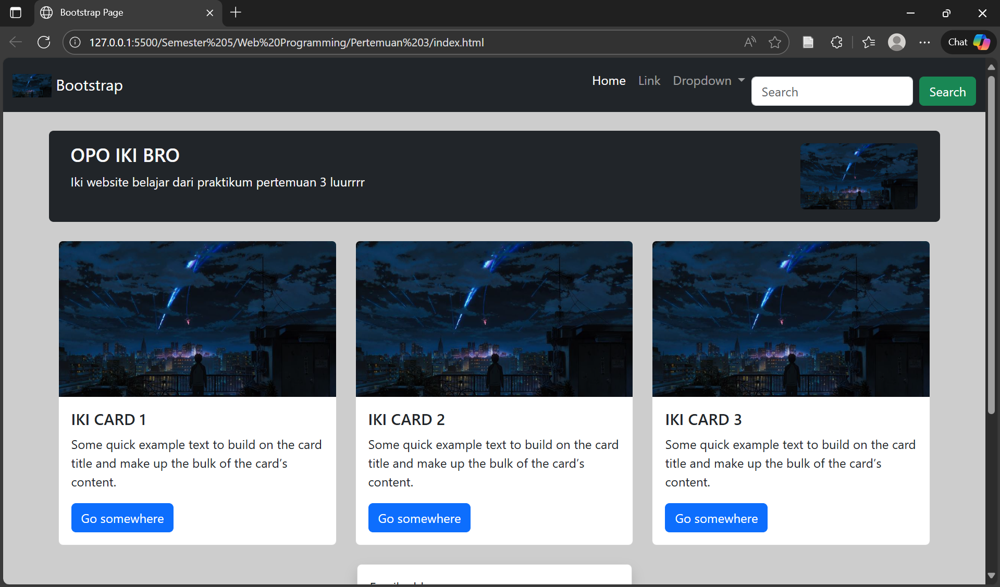 Bootstrap Page
127.0.0.1:5500/Semester%205/Web%20Programming/Pertemuan%203/index.html
Chat
Bootstrap
Home Link Dropdown Search Search
OPO IKI BRO
Iki website belajar dari praktikum pertemuan 3 luurrrr
IKI CARD 1
Some quick example text to build on the card
title and make up the bulk of the card’s
content.
Go somewhere
IKI CARD 2
Some quick example text to build on the card
title and make up the bulk of the card’s
content.
Go somewhere
IKI CARD 3
Some quick example text to build on the card
title and make up the bulk of the card’s
content.
Go somewhere